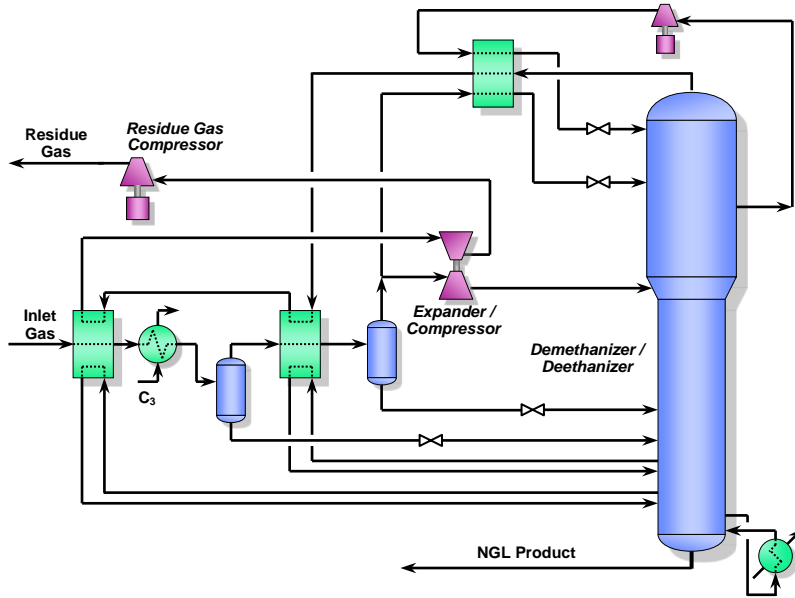 Residue
Gas
Residue Gas
Compressor
Inlet
Gas
C3
Expander /
Compressor
Demethanizer /
Deethanizer
NGL Product